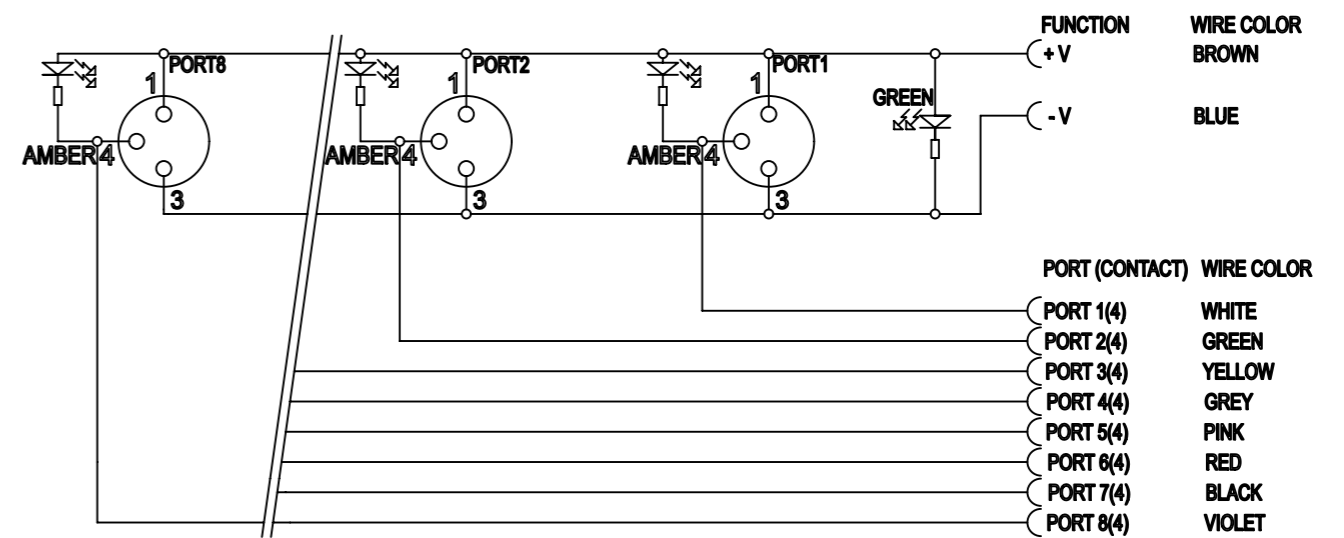 FUNCTION WIRE COLOR
+ V BROWN
PORT8 PORT2 PORT1
1 1 1
GREEN
- V BLUE
AMBER 4 AMBER 4 AMBER 4
3 3 3
PORT (CONTACT) WIRE COLOR
PORT 1(4) WHITE
PORT 2(4) GREEN
PORT 3(4) YELLOW
PORT 4(4) GREY
PORT 5(4) PINK
PORT 6(4) RED
PORT 7(4) BLACK
PORT 8(4) VIOLET